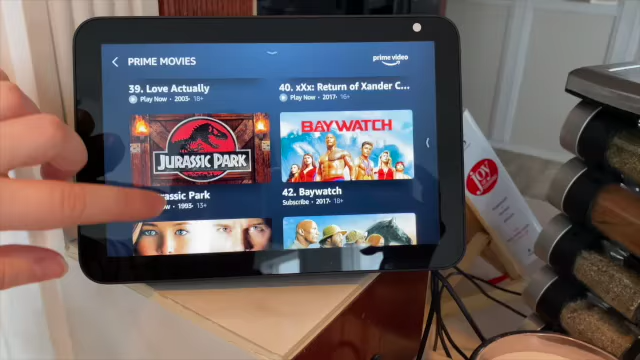 PRIME MOVIES
prime video
39. Love Actually
Play Now • 2003 • 18+
40. xXx: Return of Xander C...
Play Now • 2017 • 16+
JURASSIC PARK
BAYWATCH
rassic Park
ow • 1993 • 13+
42. Baywatch
Subscribe • 2017 • 18+
joy